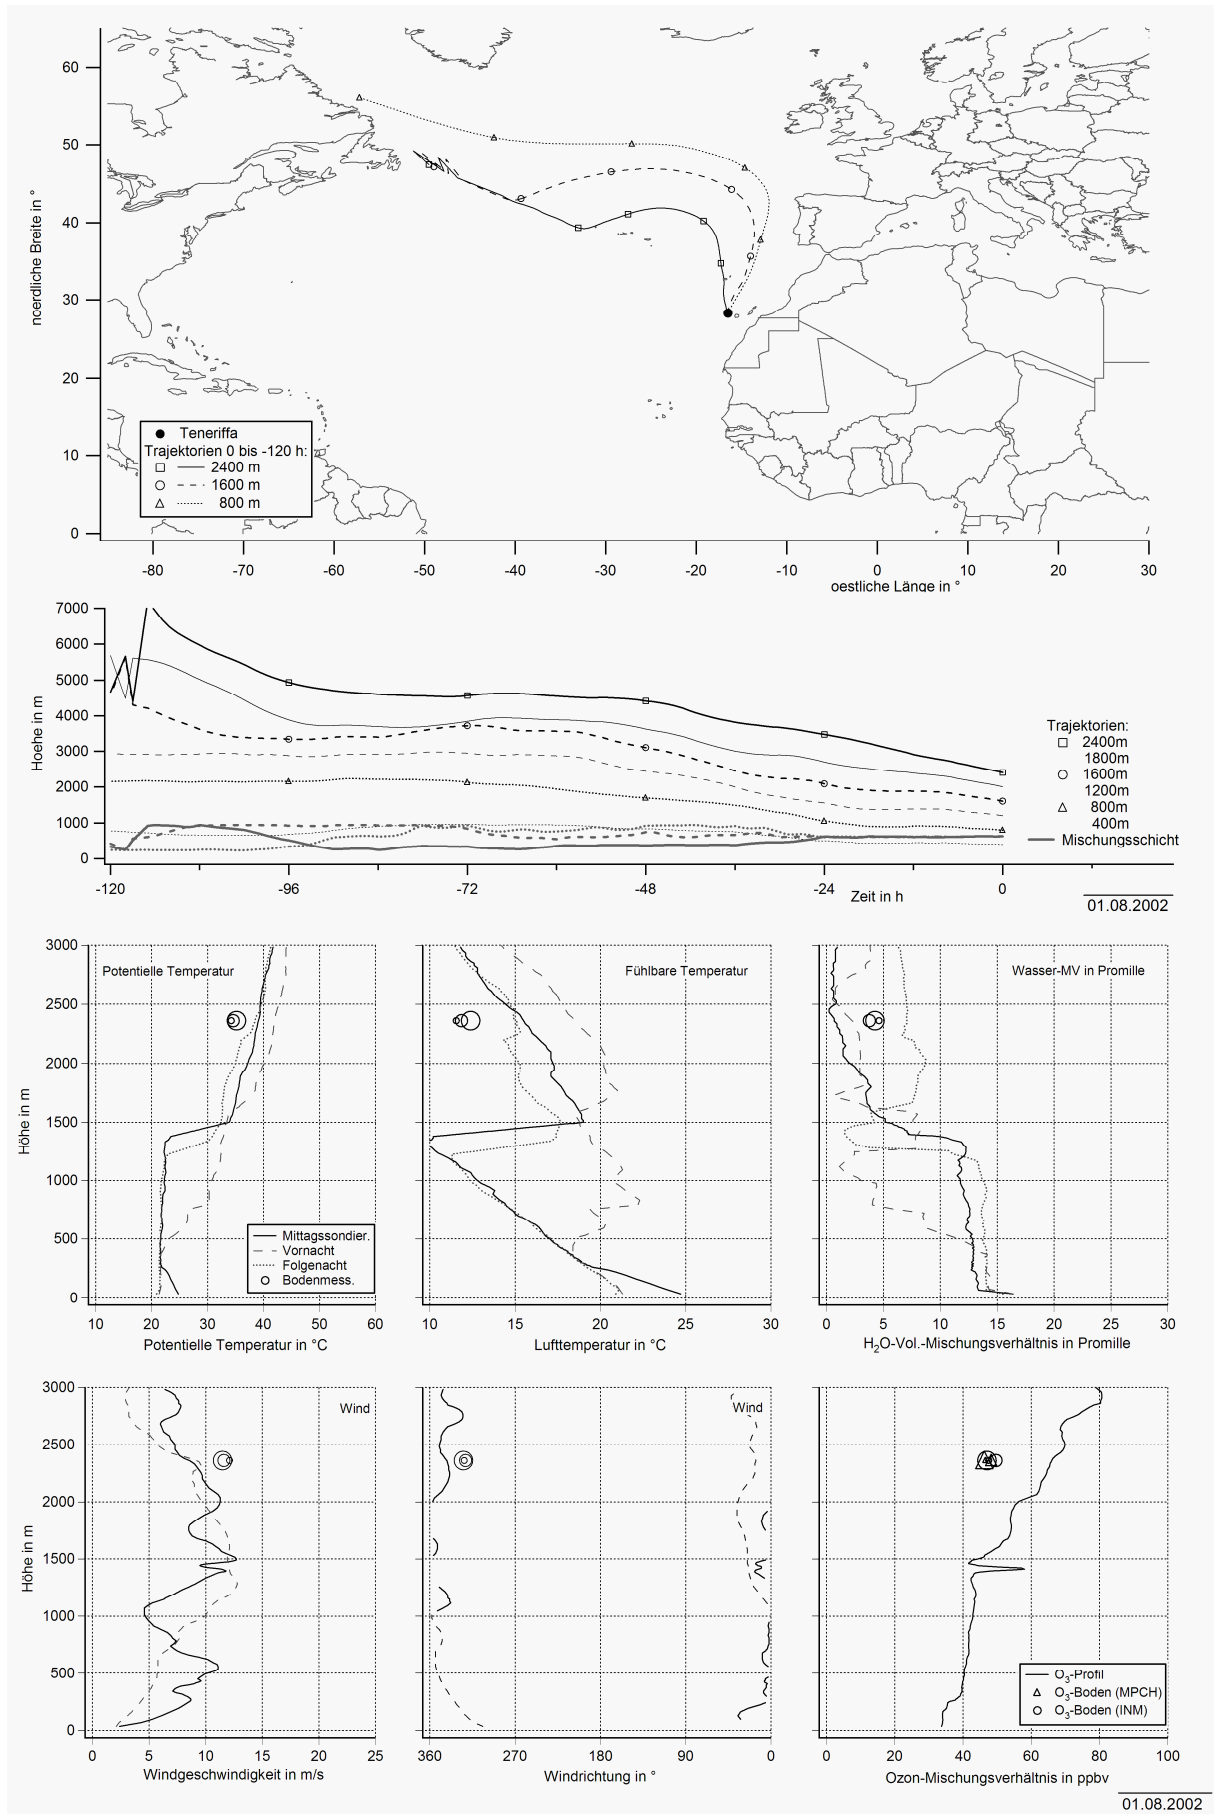 60
50
40
30
20
10
0
noerdliche Breite in °
Teneriffa
Trajektorien 0 bis -120 h:
2400 m
1600 m
800 m
-80 -70 -60 -50 -40 -30 -20 -10 0 10 20 30
oestliche Länge in °
7000
6000
5000
4000
3000
2000
1000
0
Hoehe in m
Trajektorien:
2400m
1800m
1600m
1200m
800m
400m
Mischungsschicht
-120 -96 -72 -48 -24 0
Zeit in h
01.08.2002
3000
2500
2000
1500
1000
500
0
Höhe in m
Potentielle Temperatur
Mittagssondier.
Vornacht
Folgenacht
Bodenmess.
10 20 30 40 50 60
Potentielle Temperatur in °C
Fühlbare Temperatur
10 15 20 25 30
Lufttemperatur in °C
Wasser-MV in Promille
0 5 10 15 20 25 30
H2O-Vol.-Mischungsverhältnis in Promille
3000
2500
2000
1500
1000
500
0
Höhe in m
Wind
0 5 10 15 20 25
Windgeschwindigkeit in m/s
Wind
360 270 180 90 0
Windrichtung in °
O3-Profil
O3-Boden (MPCH)
O3-Boden (INM)
0 20 40 60 80 100
Ozon-Mischungsverhältnis in ppbv
01.08.2002